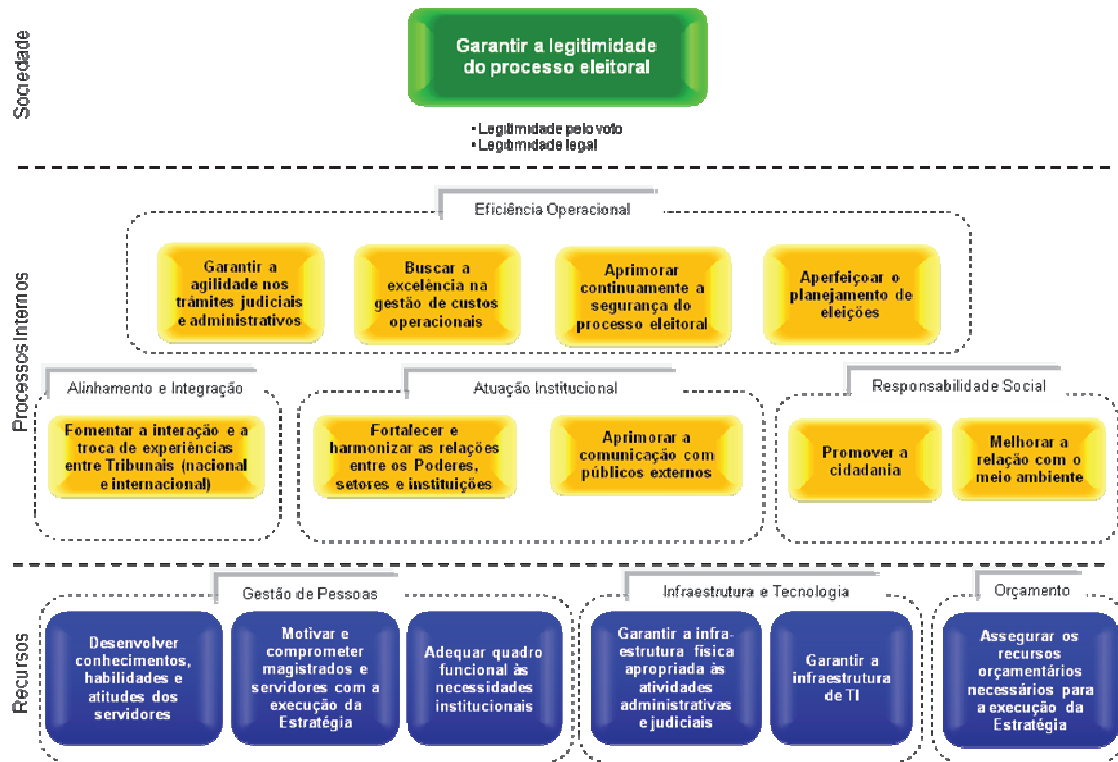 Sociedade
Garantir a legitimidade
do processo eleitoral
• Legitimidade pelo voto
• Legitimidade legal
Processos Internos
Eficiência Operacional
Garantir a
agilidade nos
trâmites judiciais
e administrativos
Buscar a
excelência na
gestão de custos
operacionais
Aprimorar
continuamente a
segurança do
processo eleitoral
Aperfeiçoar o
planejamento de
eleições
Alinhamento e Integração
Fomentar a interação e a
troca de experiências
entre Tribunais (nacional
e internacional)
Atuação Institucional
Fortalecer e
harmonizar as relações
entre os Poderes,
setores e instituições
Aprimorar a
comunicação com
públicos externos
Responsabilidade Social
Promover a
cidadania
Melhorar a
relação com o
meio ambiente
Recursos
Gestão de Pessoas
Desenvolver
conhecimentos,
habilidades e
atitudes dos
servidores
Motivar e
comprometer
magistrados e
servidores com a
execução da
Estratégia
Adequar quadro
funcional às
necessidades
institucionais
Infraestrutura e Tecnologia
Garantir a infra-
estrutura física
apropriada às
atividades
administrativas
e judiciais
Garantir a
infraestrutura
de TI
Orçamento
Assegurar os
recursos
orçamentários
necessários para
a execução da
Estratégia